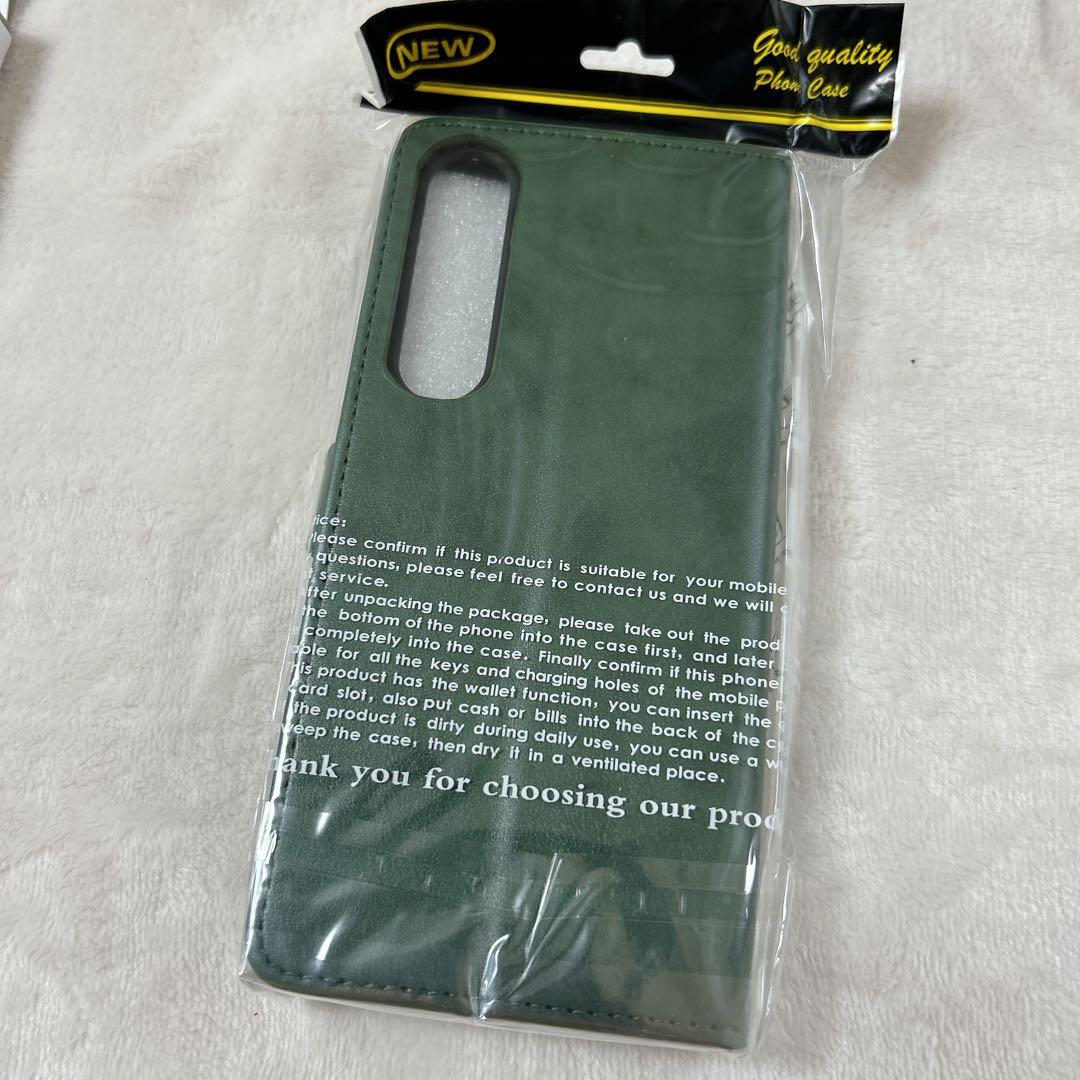 NEW
Good quality
Phone Case
ice:
lease confirm if this product is suitable for your mobile
questions, please feel free to contact us and we will
service.
fter unpacking the package, please take out the prod
the bottom of the phone into the case first, and later
completely into the case. Finally confirm if this phone
able for all the keys and charging holes of the mobile p
his product has the wallet function, you can insert the
card slot, also put cash or bills into the back of the c
the product is dirty during daily use, you can use a w
weep the case, then dry it in a ventilated place.
hank you for choosing our prod